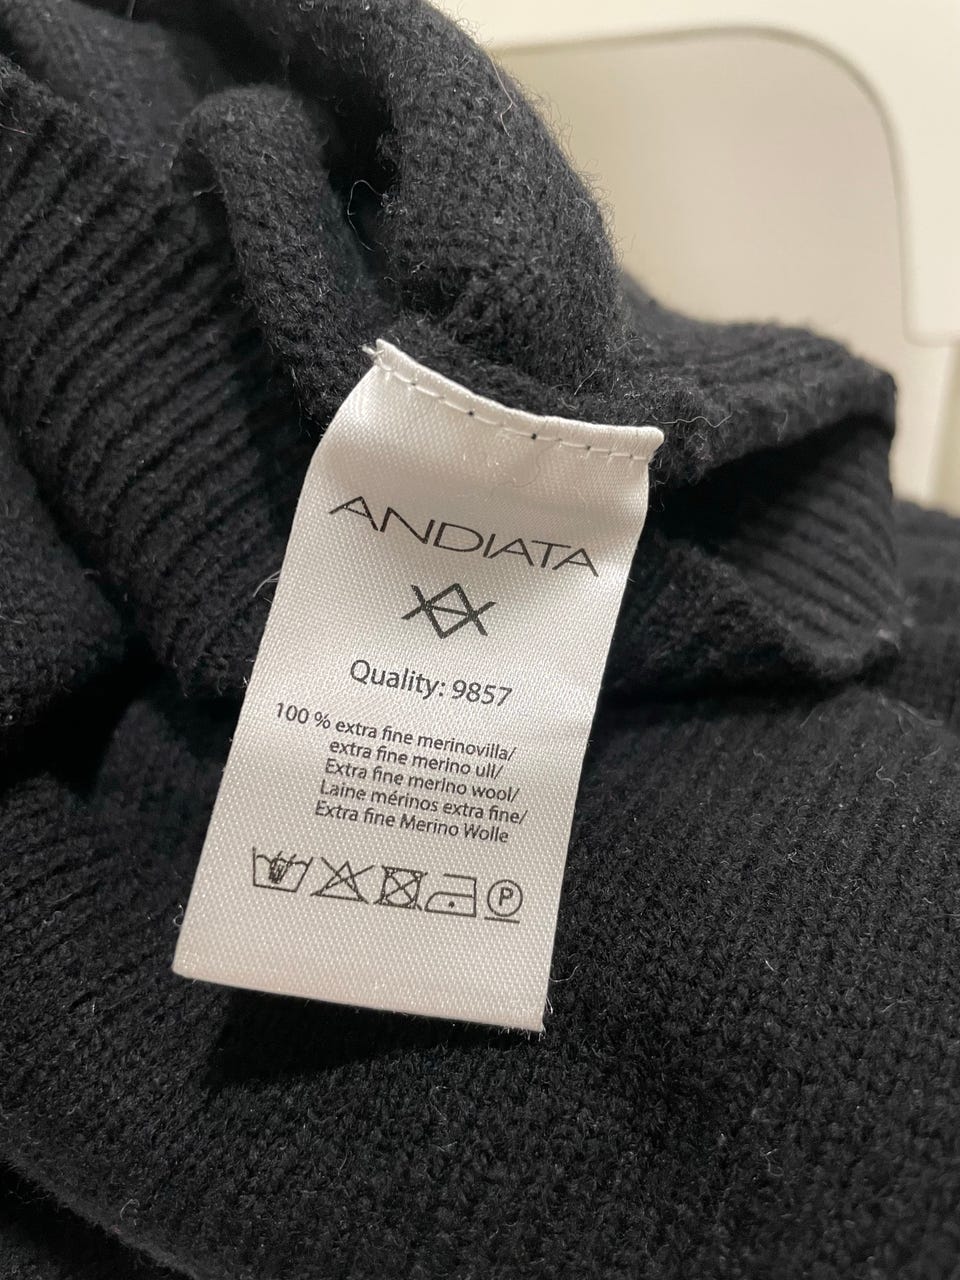 ANDIATA
Quality: 9857
100 % extra fine merinovilla/
extra fine merino ull/
Extra fine merino wool/
Laine mérinos extra fine/
Extra fine Merino Wolle
P